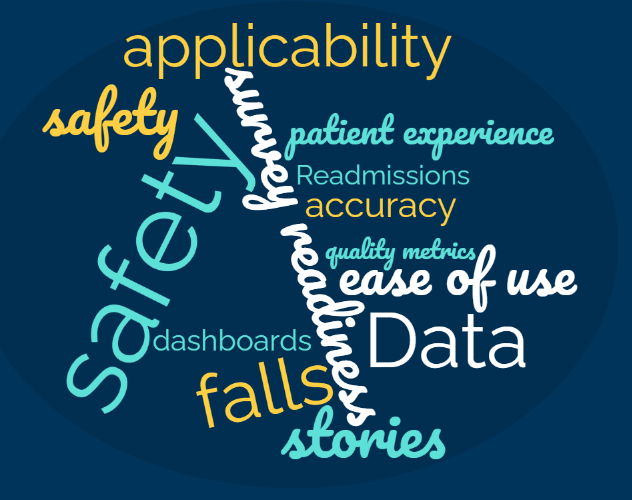 applicability
safety
Safety
survey readiness
patient experience
Readmissions
accuracy
quality metrics
ease of use
Data
dashboards
falls
stories